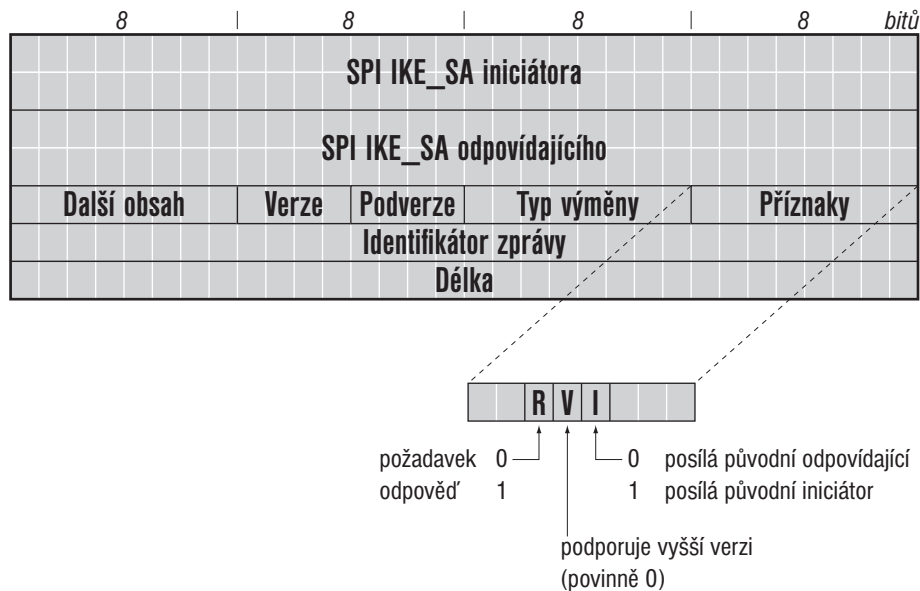 8 8 8 8 bitů
SPI IKE_SA iniciátora
SPI IKE_SA odpovídajícího
Další obsah Verze Podverze Typ výměny Příznaky
Identifikátor zprávy
Délka
R V I
požadavek 0 0 posílá původní odpovídající
odpověď 1 1 posílá původní iniciátor
podporuje vyšší verzi
(povinně 0)